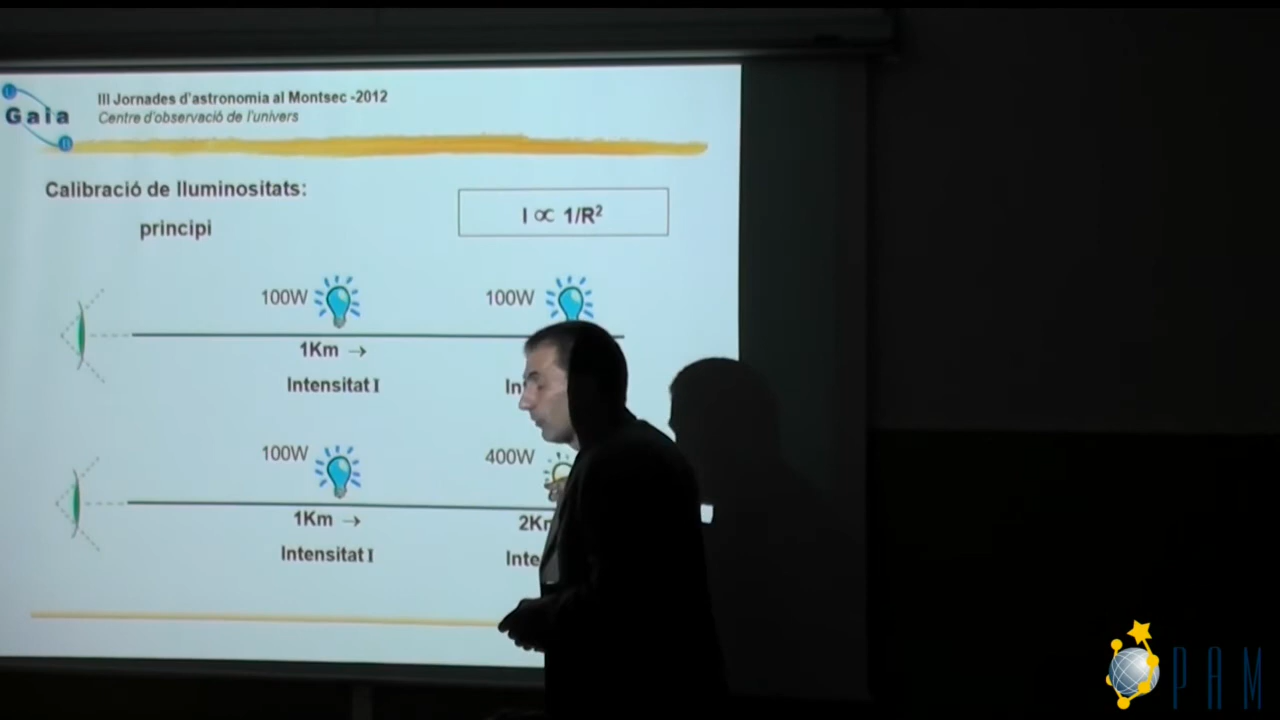 Gaia
III Jornades d'astronomia al Montsec -2012
Centre d'observació de l'univers
Calibració de lluminositats:
principi
I ∝ 1/R²
100W 100W
1Km →
Intensitat I
100W 400W
1Km →
Intensitat I
PAM